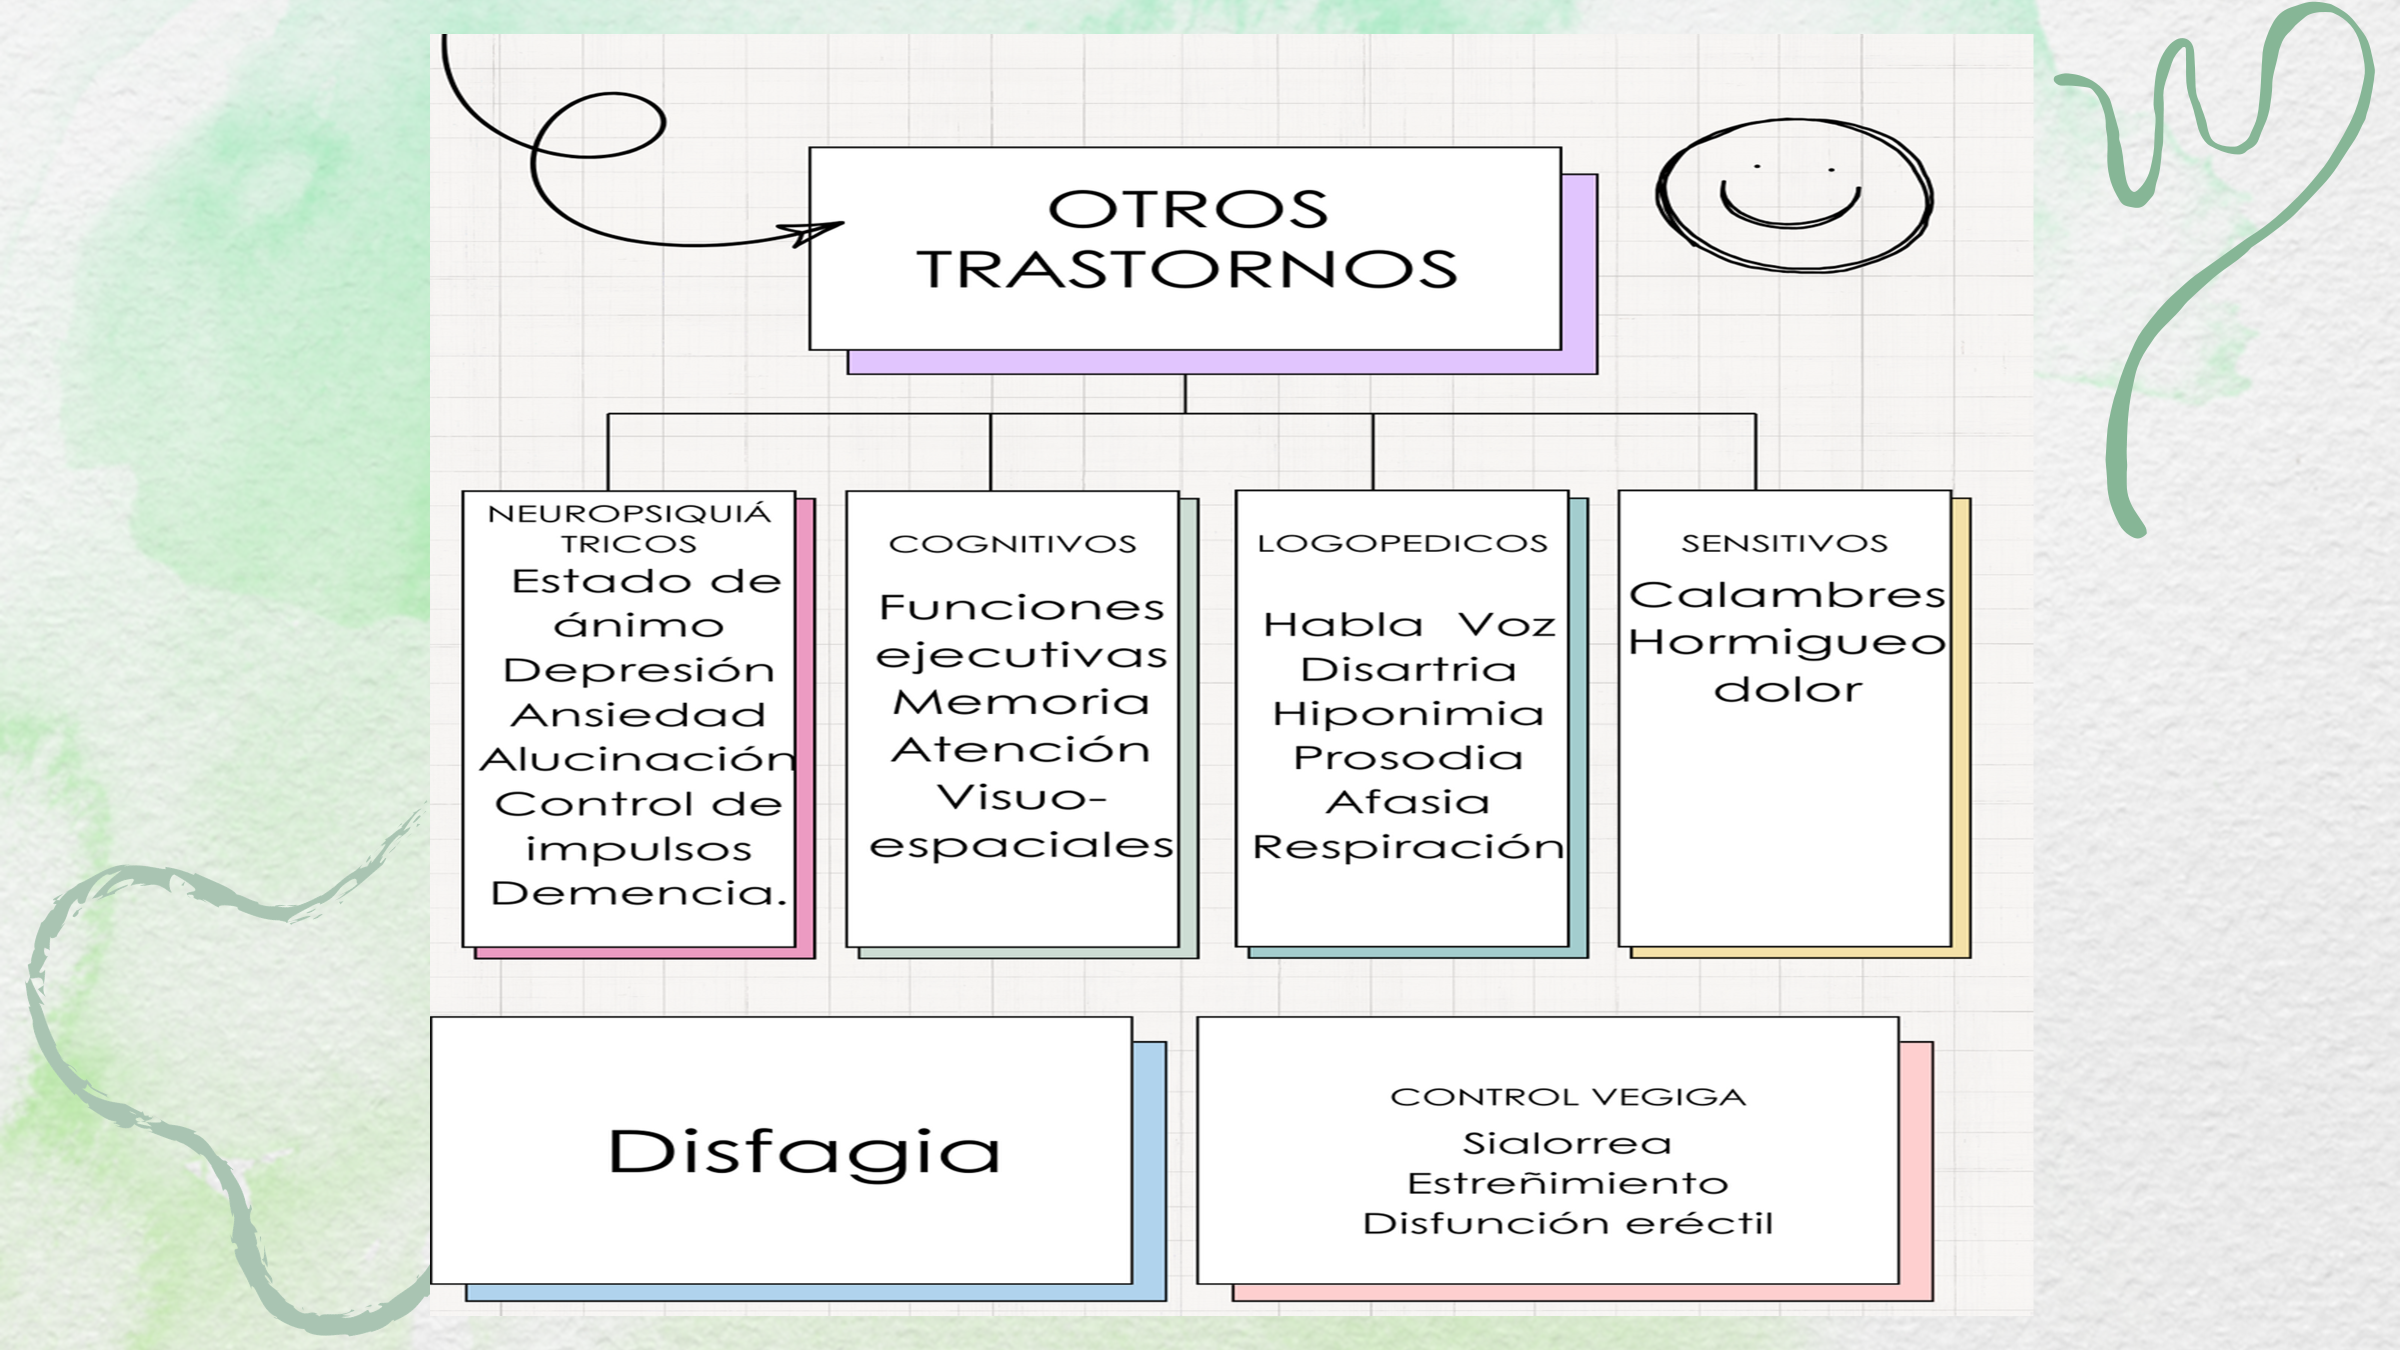 OTROS
TRASTORNOS
NEUROPSIQUIÁ
TRICOS
Estado de
ánimo
Depresión
Ansiedad
Alucinación
Control de
impulsos
Demencia.
COGNITIVOS
Funciones
ejecutivas
Memoria
Atención
Visuo-
espaciales
LOGOPEDICOS
Habla Voz
Disartria
Hiponimia
Prosodia
Afasia
Respiración
SENSITIVOS
Calambres
Hormigueo
dolor
Disfagia
CONTROL VEGIGA
Sialorrea
Estreñimiento
Disfunción eréctil